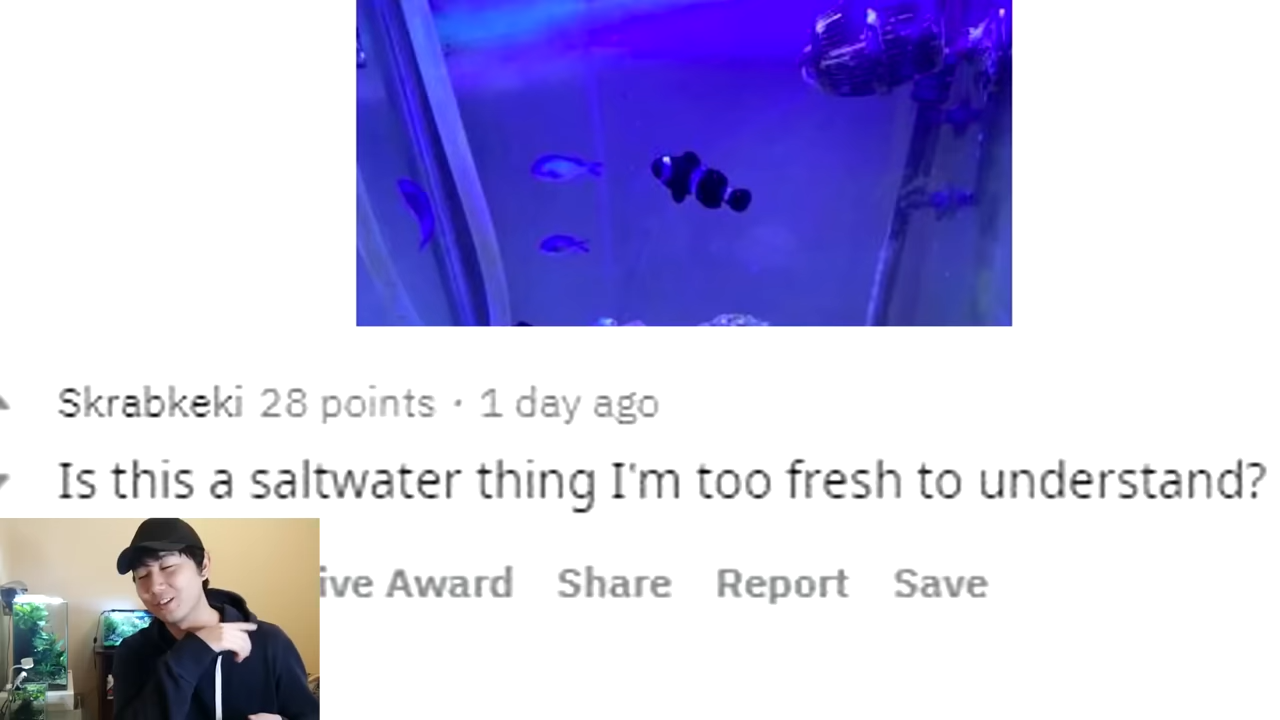 Skrabkeki 28 points · 1 day ago
Is this a saltwater thing I'm too fresh to understand?
ive Award Share Report Save